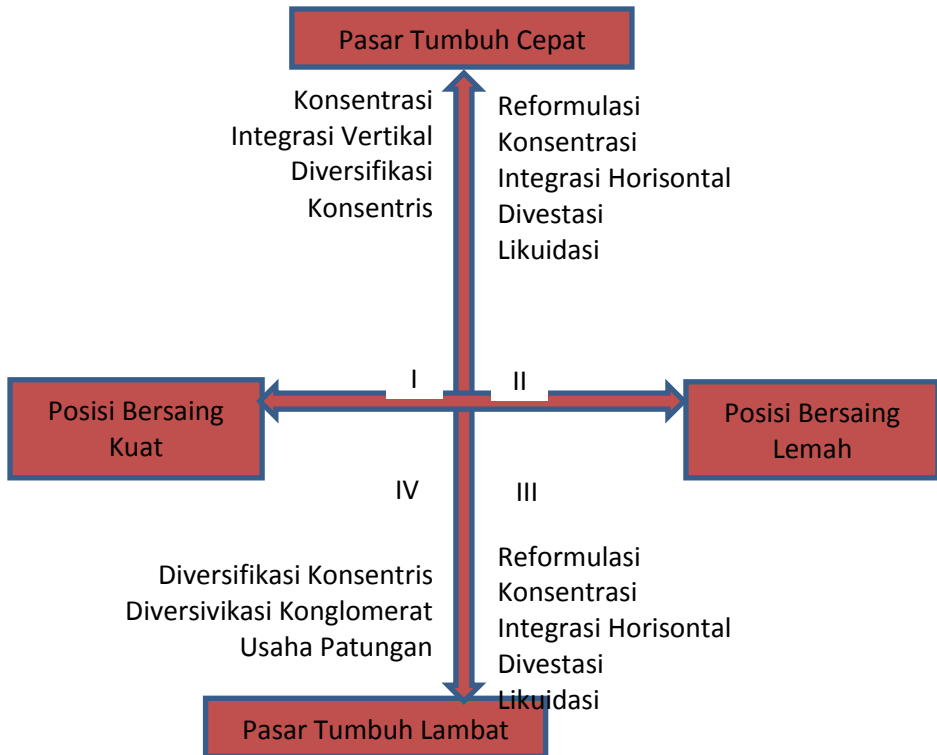 Pasar Tumbuh Cepat
Konsentrasi
Integrasi Vertikal
Diversifikasi
Konsentris
Reformulasi
Konsentrasi
Integrasi Horisontal
Divestasi
Likuidasi
I
II
Posisi Bersaing
Kuat
Posisi Bersaing
Lemah
IV
III
Diversifikasi Konsentris
Diversivikasi Konglomerat
Usaha Patungan
Reformulasi
Konsentrasi
Integrasi Horisontal
Divestasi
Likuidasi
Pasar Tumbuh Lambat